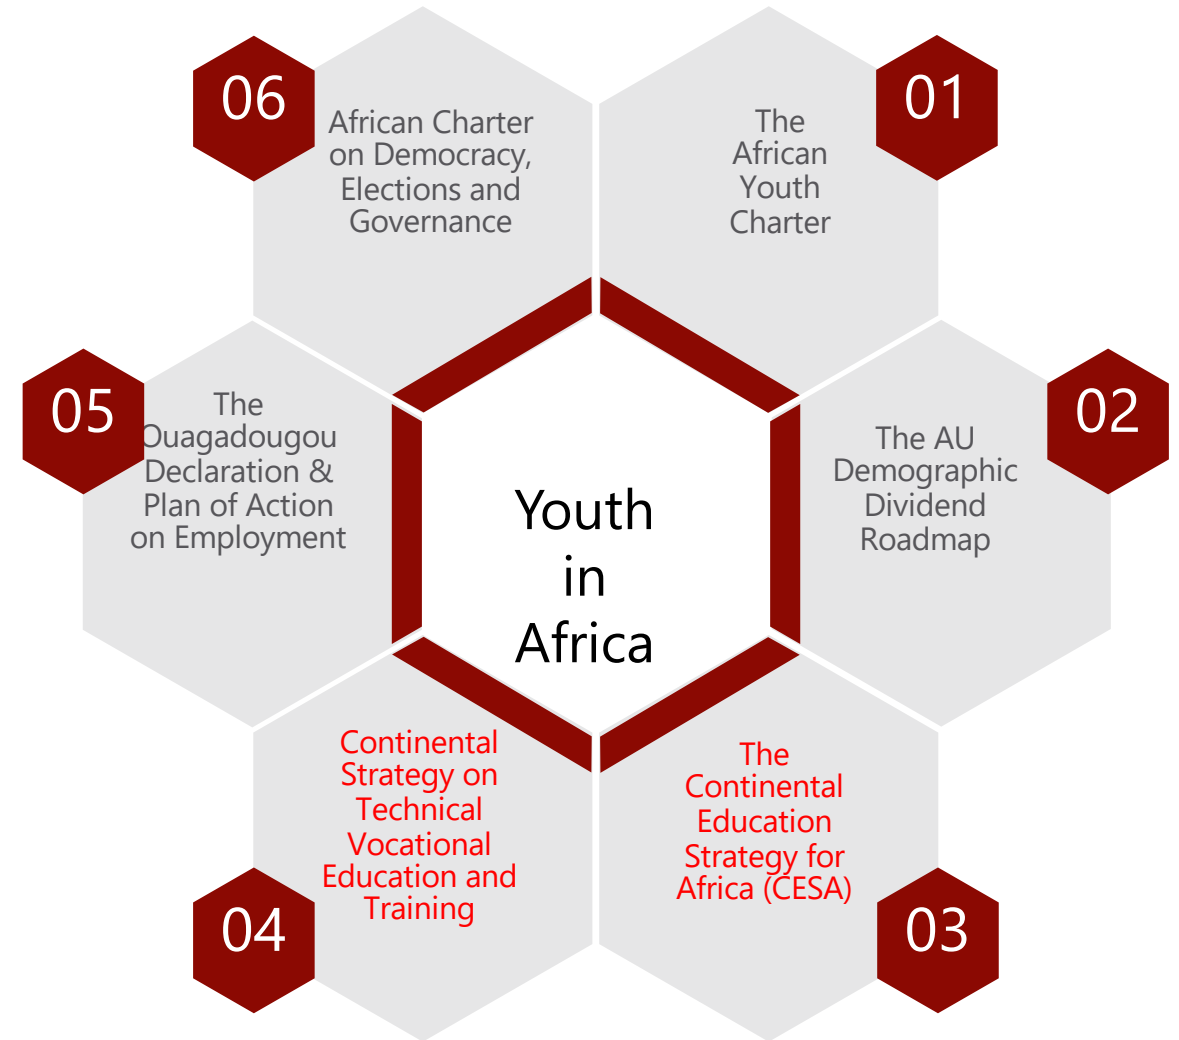 01
The
African
Youth
Charter
02
The AU
Demographic
Dividend
Roadmap
03
The
Continental
Education
Strategy for
Africa (CESA)
04
Continental
Strategy on
Technical
Vocational
Education and
Training
05
The
Ouagadougou
Declaration &
Plan of Action
on Employment
06
African Charter
on Democracy,
Elections and
Governance
Youth
in
Africa